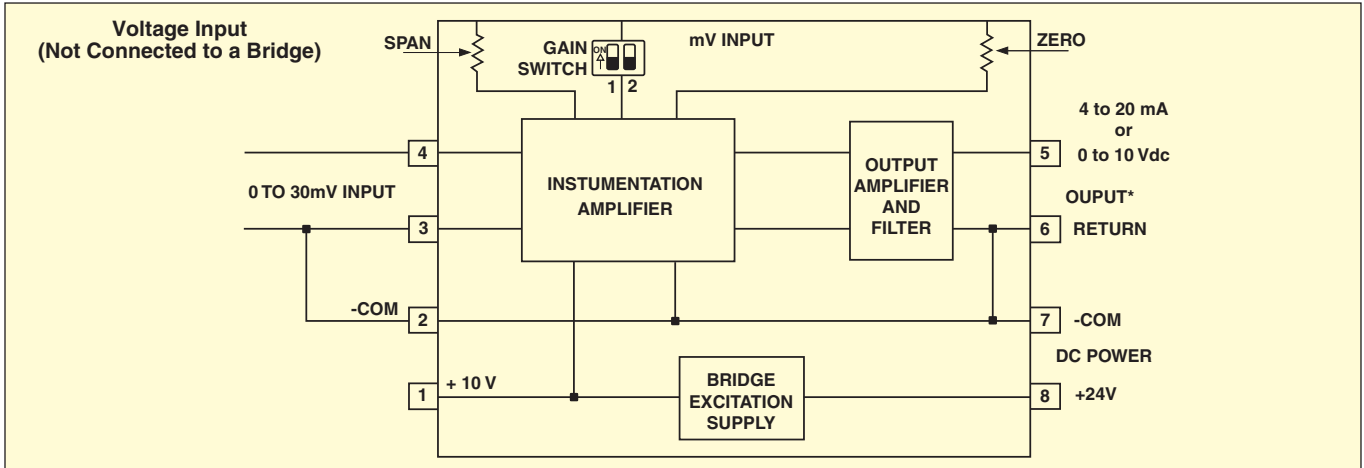 Voltage Input
(Not Connected to a Bridge)
SPAN
GAIN
SWITCH
ON
1 2
mV INPUT
ZERO
4 to 20 mA
or
0 to 10 Vdc
4
5
0 TO 30mV INPUT
INSTUMENTATION
AMPLIFIER
OUTPUT
AMPLIFIER
AND
FILTER
OUPUT*
3
6
RETURN
-COM
2
7
-COM
DC POWER
1
+ 10 V
BRIDGE
EXCITATION
SUPPLY
8
+24V